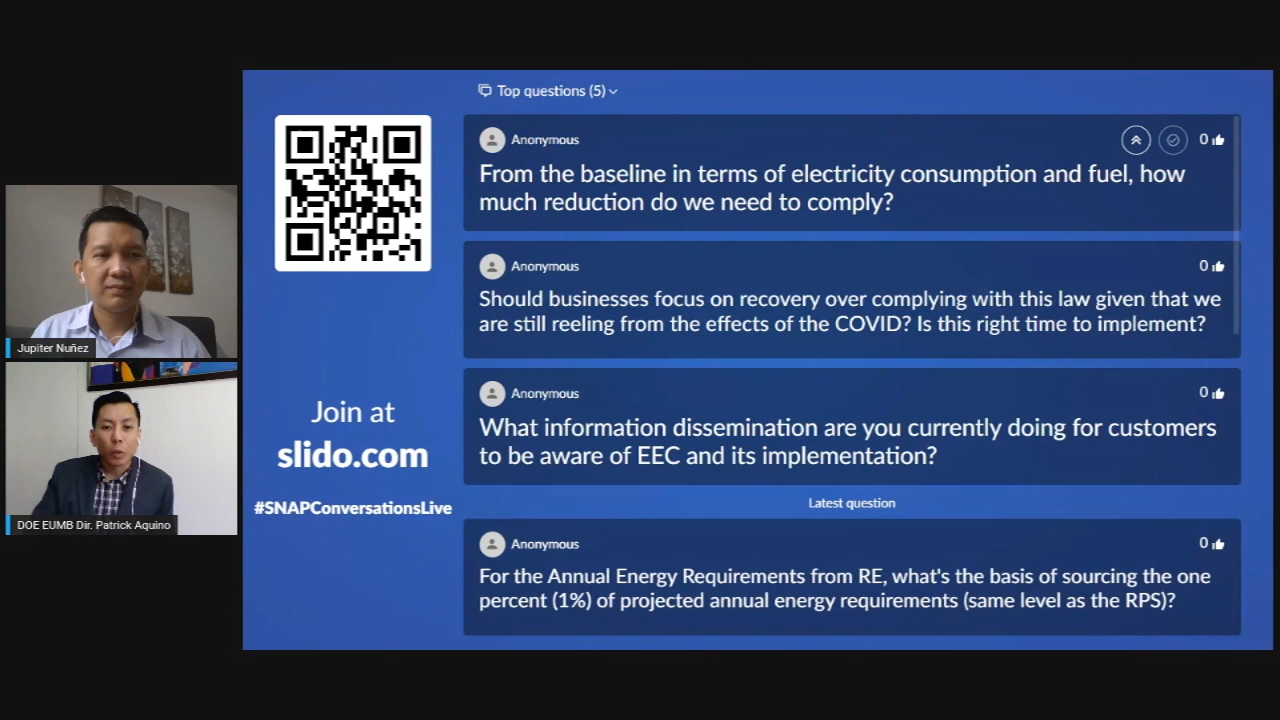 Top questions (5)
Anonymous
0
From the baseline in terms of electricity consumption and fuel, how
much reduction do we need to comply?
Anonymous
0
Should businesses focus on recovery over complying with this law given that we
are still reeling from the effects of the COVID? Is this right time to implement?
Anonymous
0
What information dissemination are you currently doing for customers
to be aware of EEC and its implementation?
Latest question
Anonymous
0
For the Annual Energy Requirements from RE, what's the basis of sourcing the one
percent (1%) of projected annual energy requirements (same level as the RPS)?
Join at
slido.com
#SNAPConversationsLive
Jupiter Nuñez
DOE EUMB Dir. Patrick Aquino